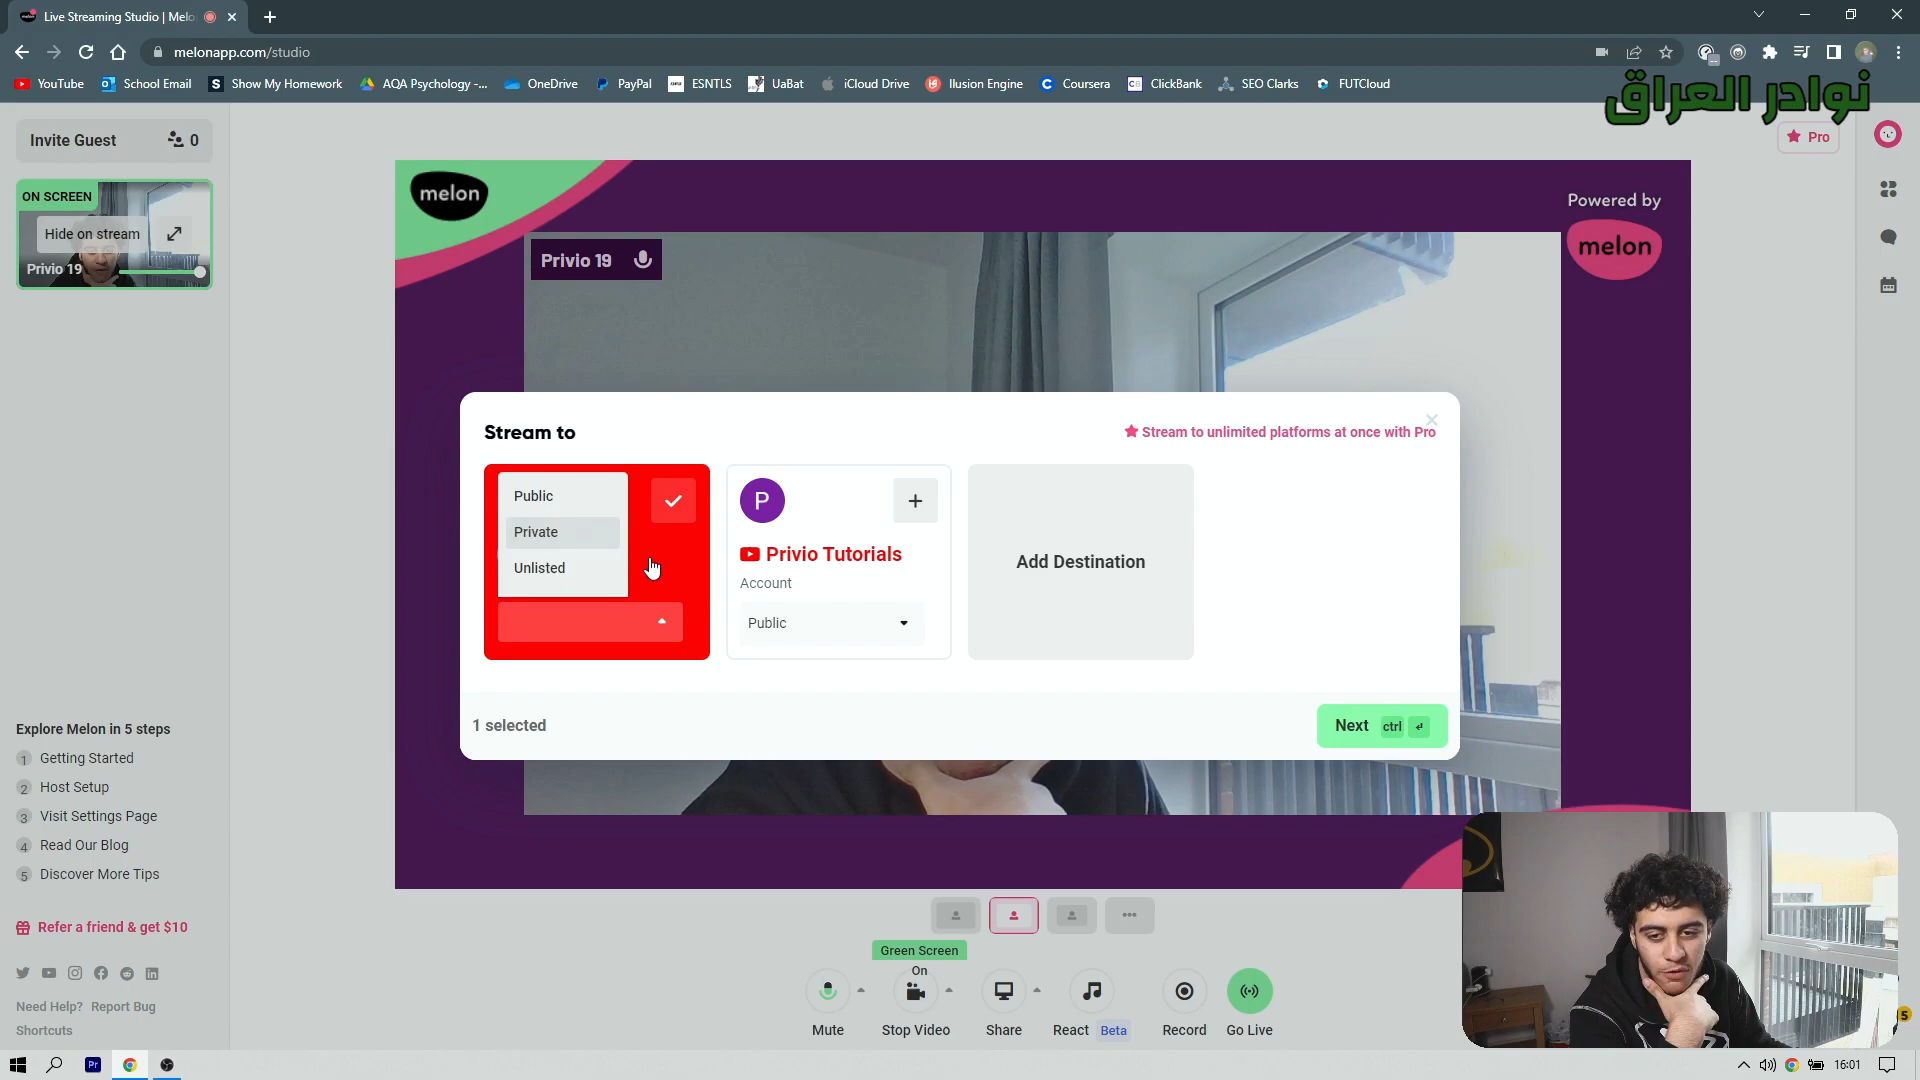 Live Streaming Studio | Melo
melonapp.com/studio
YouTube
School Email
S
Show My Homework
AQA Psychology -...
OneDrive
PayPal
ESNTLS
UaBat
iCloud Drive
Ilusion Engine
Coursera
ClickBank
SEO Clarks
FUTCloud
نوادر العراق
Invite Guest
0
Pro
ON SCREEN
Hide on stream
Privio 19
melon
Powered by
melon
Privio 19
Stream to
Stream to unlimited platforms at once with Pro
Public
Private
Unlisted
P
Privio Tutorials
Account
Public
Add Destination
1 selected
Next
ctrl
Explore Melon in 5 steps
1 Getting Started
2 Host Setup
3 Visit Settings Page
4 Read Our Blog
5 Discover More Tips
Refer a friend & get $10
Need Help?
Report Bug
Shortcuts
Green Screen
On
Mute
Stop Video
Share
React
Beta
Record
Go Live
5
Pr
16:01